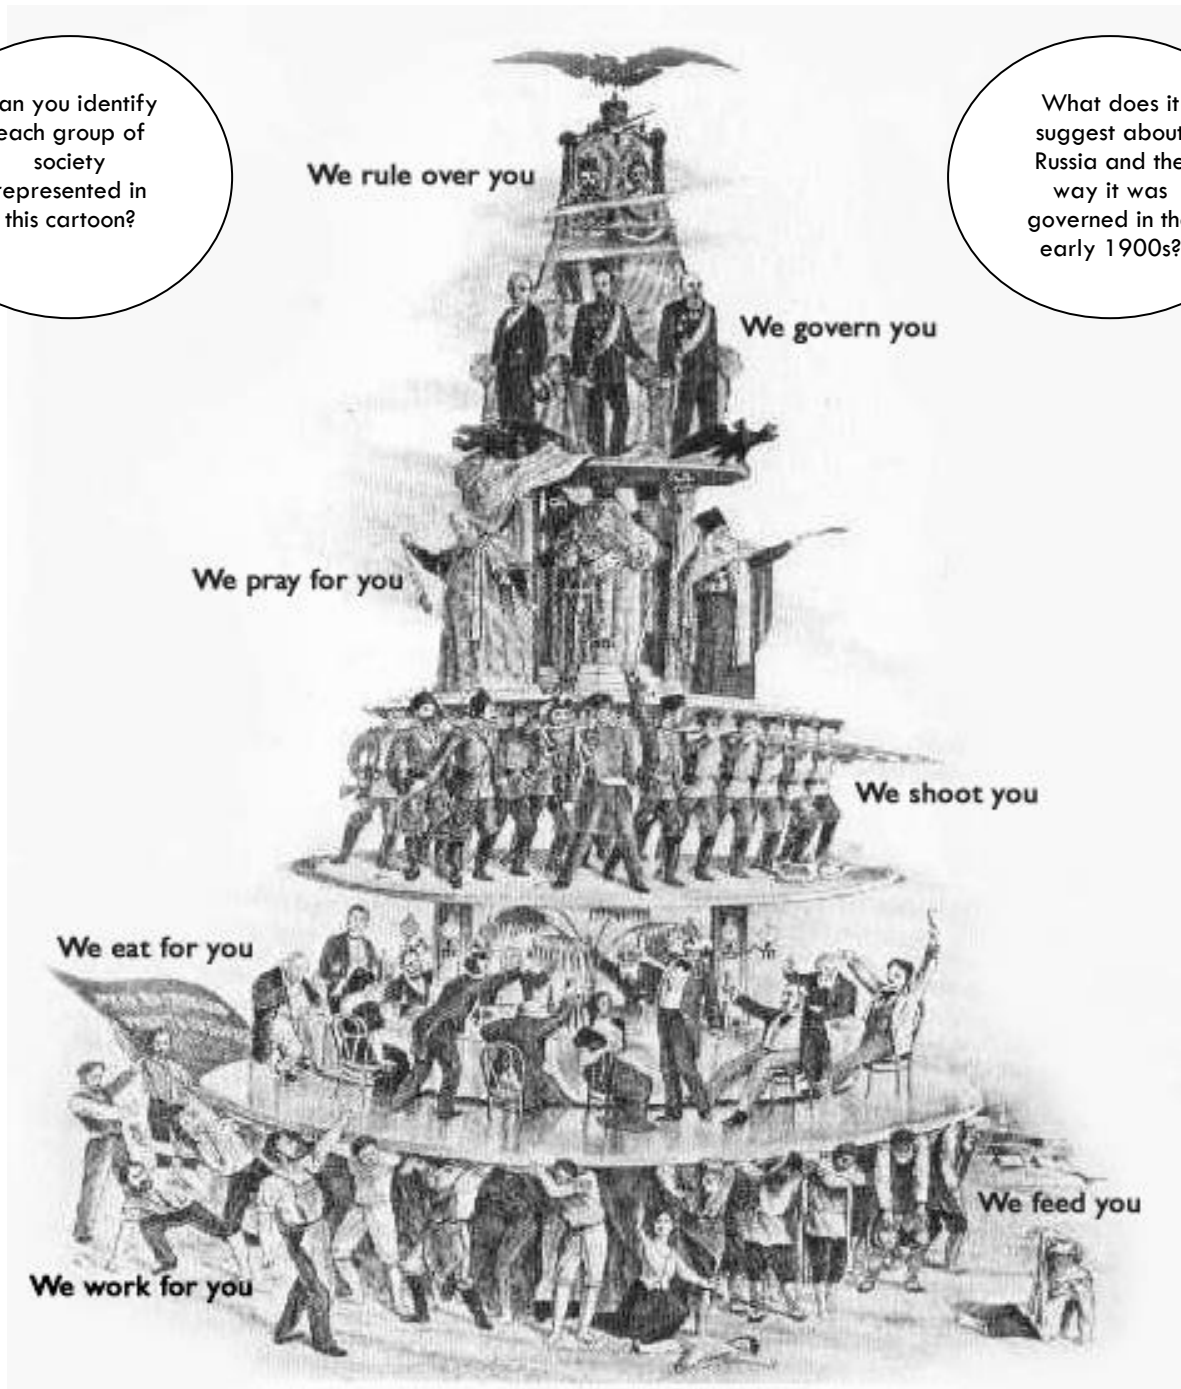 an you identify
each group of
society
represented in
this cartoon?
What does it
suggest about
Russia and the
way it was
governed in the
early 1900s?
We rule over you
We govern you
We pray for you
We shoot you
We eat for you
We feed you
We work for you